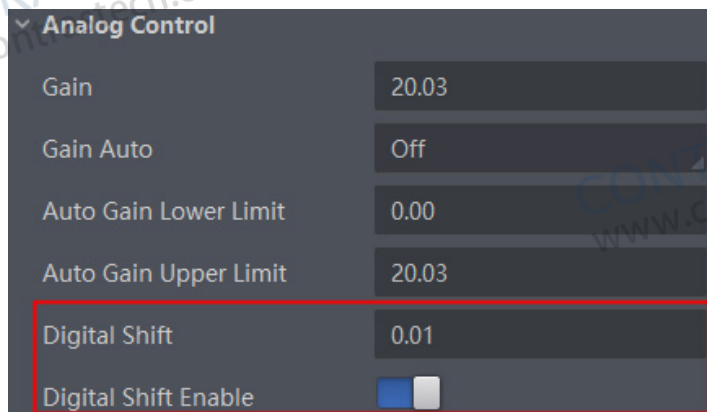 Analog Control
Gain 20.03
Gain Auto Off
Auto Gain Lower Limit 0.00
Auto Gain Upper Limit 20.03
Digital Shift 0.01
Digital Shift Enable